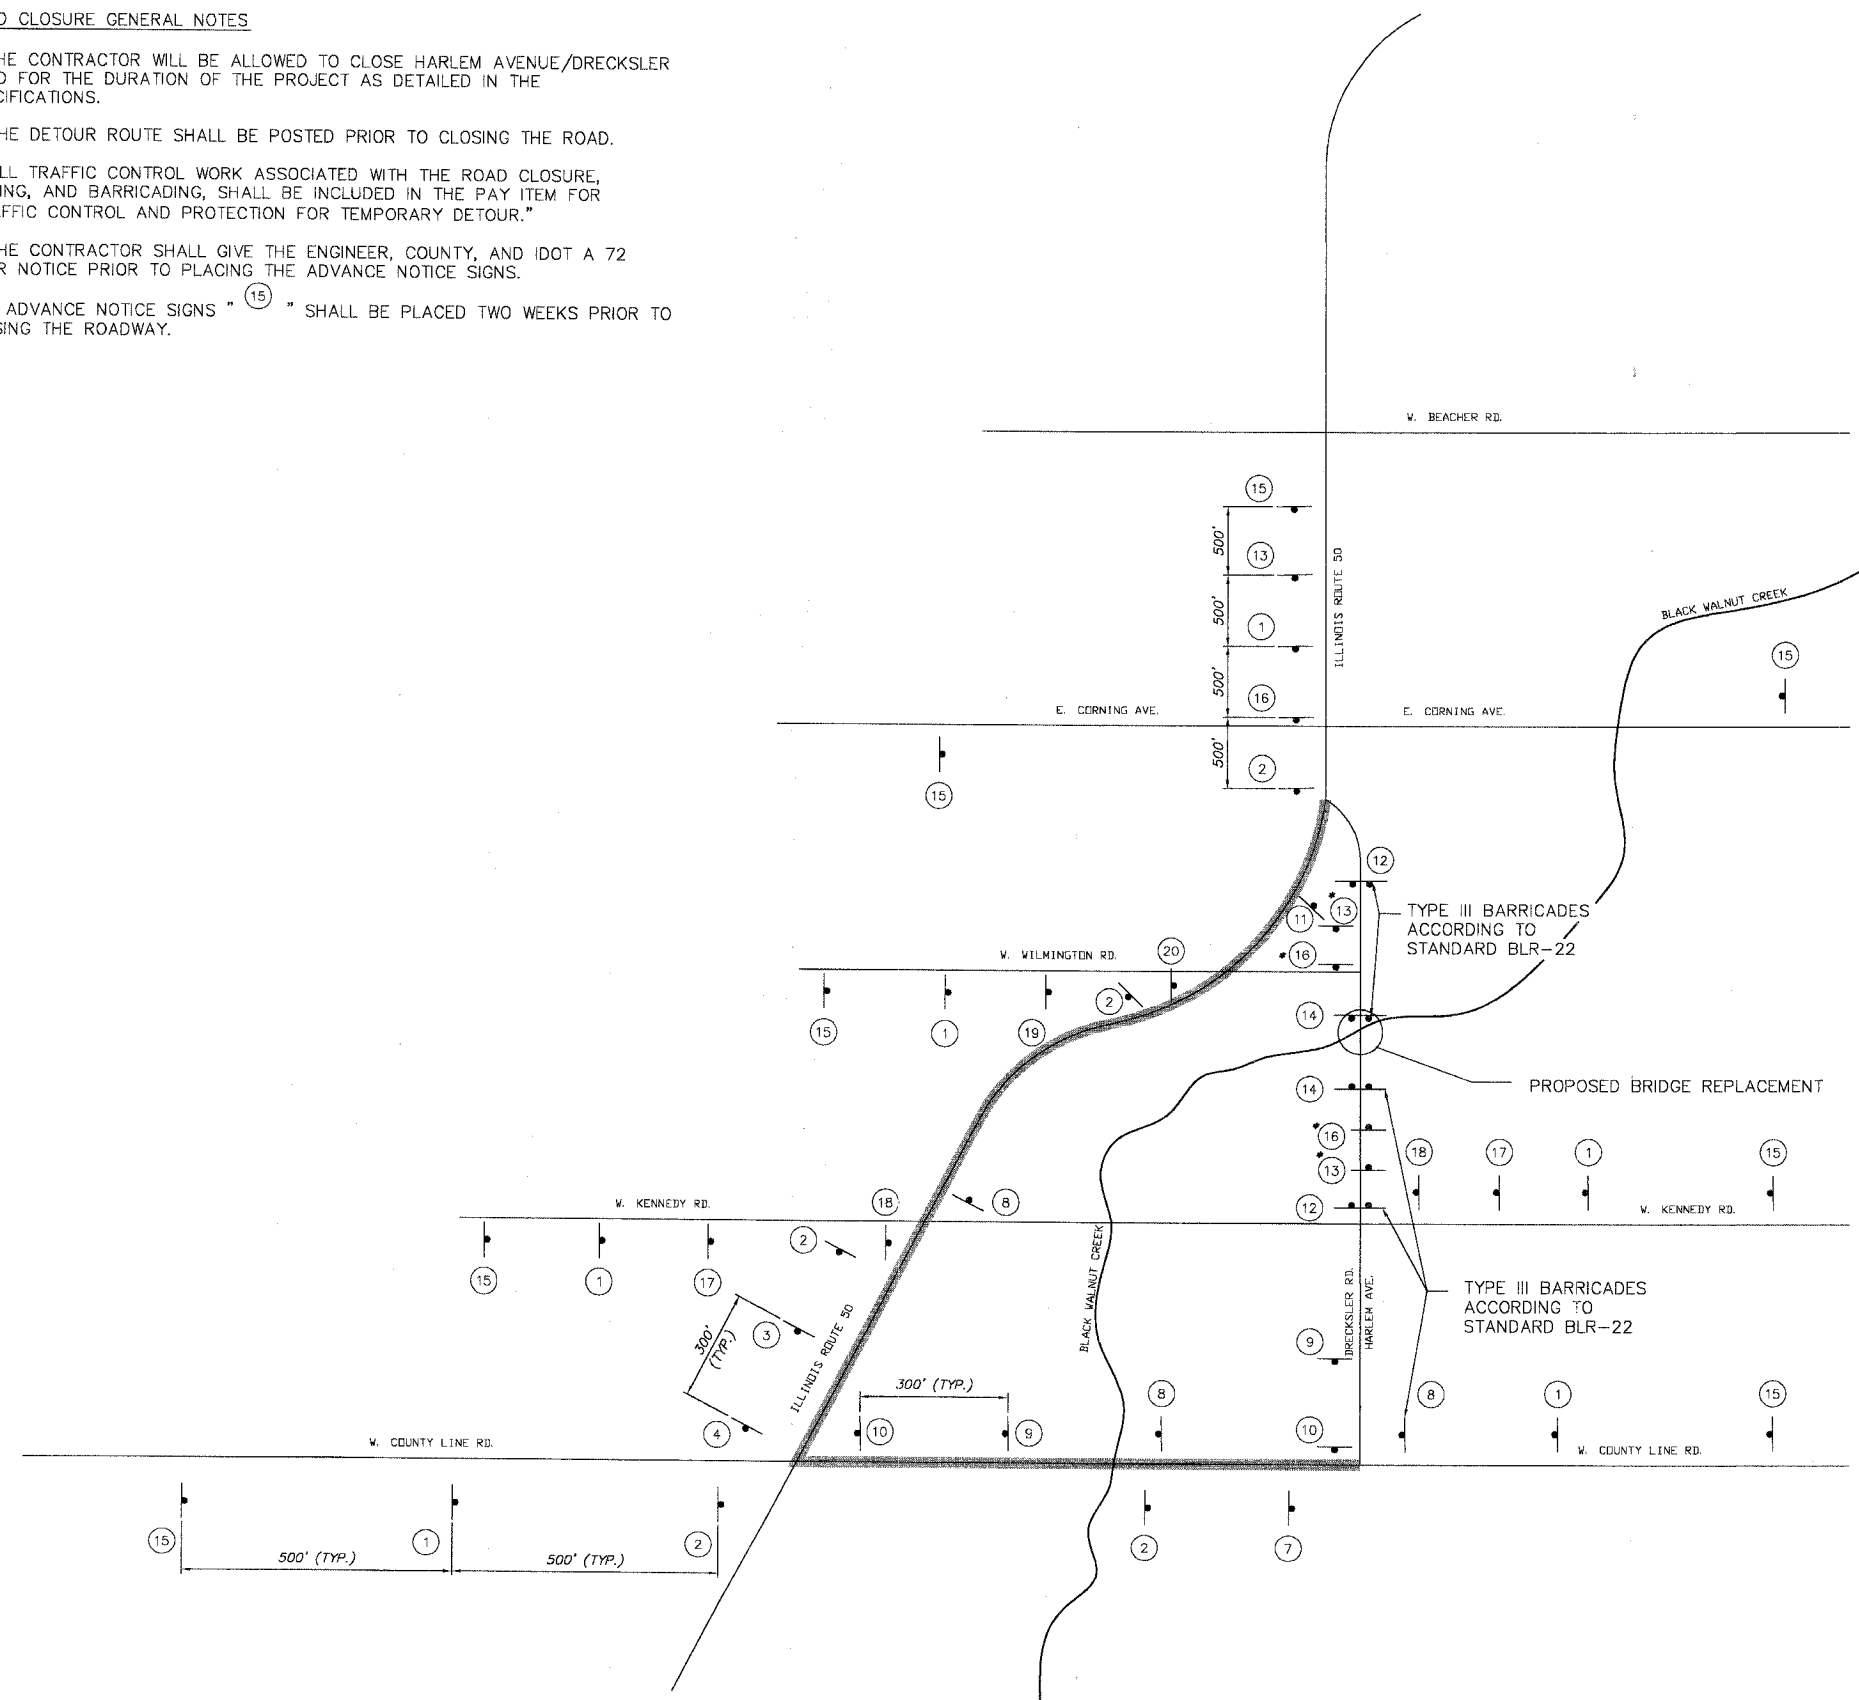 CLOSURE GENERAL NOTES
CONTRACTOR WILL BE ALLOWED TO CLOSE HARLEM AVENUE/DRECKSLER
FOR THE DURATION OF THE PROJECT AS DETAILED IN THE
DETOUR ROUTE SHALL BE POSTED PRIOR TO CLOSING THE ROAD.
TRAFFIC CONTROL WORK ASSOCIATED WITH THE ROAD CLOSURE,
AND BARRICADING, SHALL BE INCLUDED IN THE PAY ITEM FOR
CONTROL AND PROTECTION FOR TEMPORARY DETOUR."
CONTRACTOR SHALL GIVE THE ENGINEER, COUNTY, AND IDOT A 72
NOTICE PRIOR TO PLACING THE ADVANCE NOTICE SIGNS.
ADVANCE NOTICE SIGNS " 15 " SHALL BE PLACED TWO WEEKS PRIOR TO
THE ROADWAY.
W. BEACHER RD.
15
500'
13
500'
1
500'
16
500'
2
ILLINOIS ROUTE 50
BLACK WALNUT CREEK
15
E. CORNING AVE.
E. CORNING AVE.
15
12
* 13
11
* 16
TYPE III BARRICADES
ACCORDING TO
STANDARD BLR-22
W. WILMINGTON RD.
20
2
15
1
19
14
PROPOSED BRIDGE REPLACEMENT
14
* 16
* 13
12
18
17
1
15
W. KENNEDY RD.
W. KENNEDY RD.
18
8
2
15
1
17
3
300'
(TYP.)
4
ILLINOIS ROUTE 50
BLACK WALNUT CREEK
DRECKSLER RD.
HARLEM AVE.
TYPE III BARRICADES
ACCORDING TO
STANDARD BLR-22
9
10
300' (TYP.)
10
9
8
8
1
15
W. COUNTY LINE RD.
W. COUNTY LINE RD.
15
1
2
500' (TYP.)
500' (TYP.)
2
7